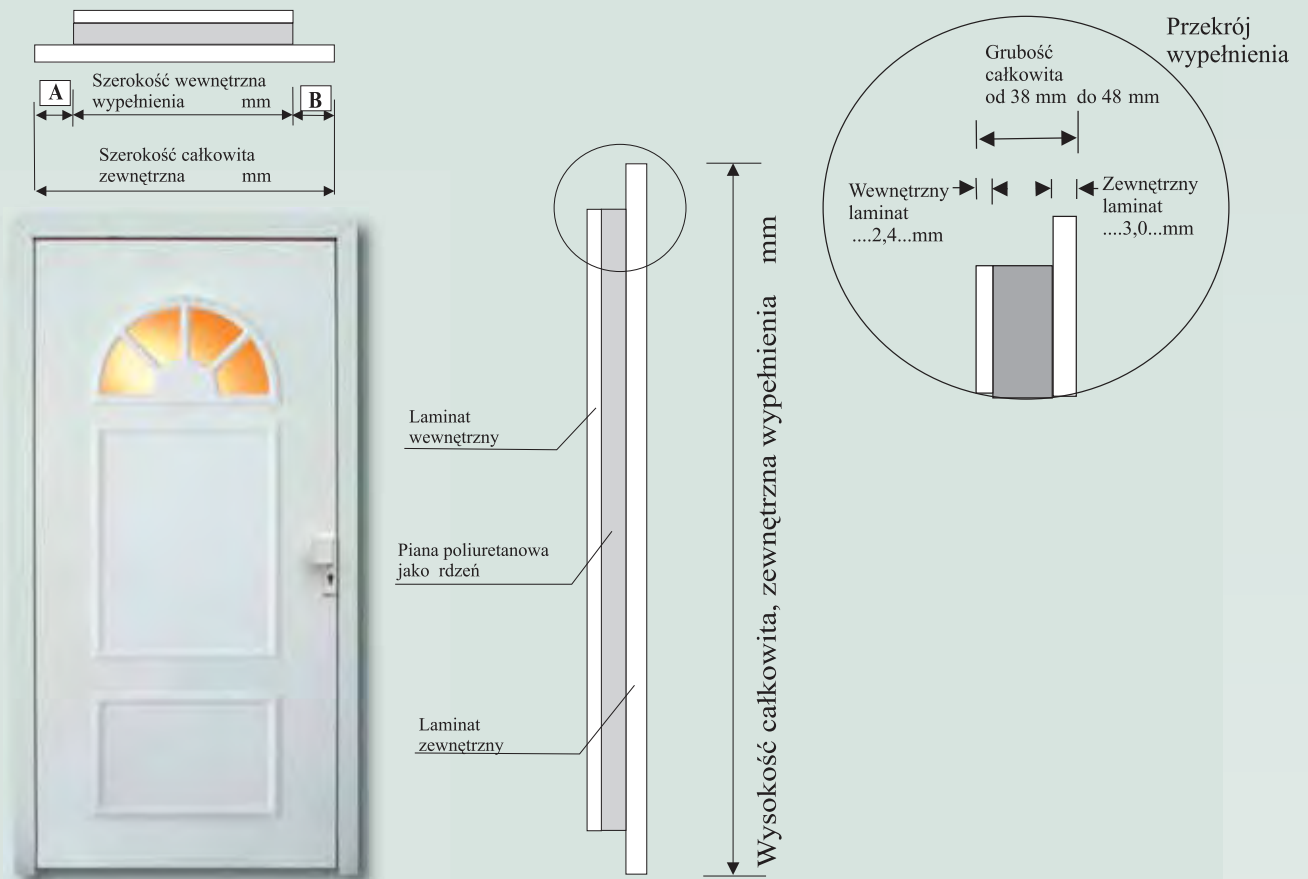 A
Szerokość wewnętrzna
wypełnienia mm
B
Szerokość całkowita
zewnętrzna mm
Laminat
wewnętrzny
Piana poliuretanowa
jako rdzeń
Laminat
zewnętrzny
Wysokość całkowita, zewnętrzna wypełnienia mm
Przekrój
wypełnienia
Grubość
całkowita
od 38 mm do 48 mm
Wewnętrzny
laminat
....2,4...mm
Zewnętrzny
laminat
....3,0...mm